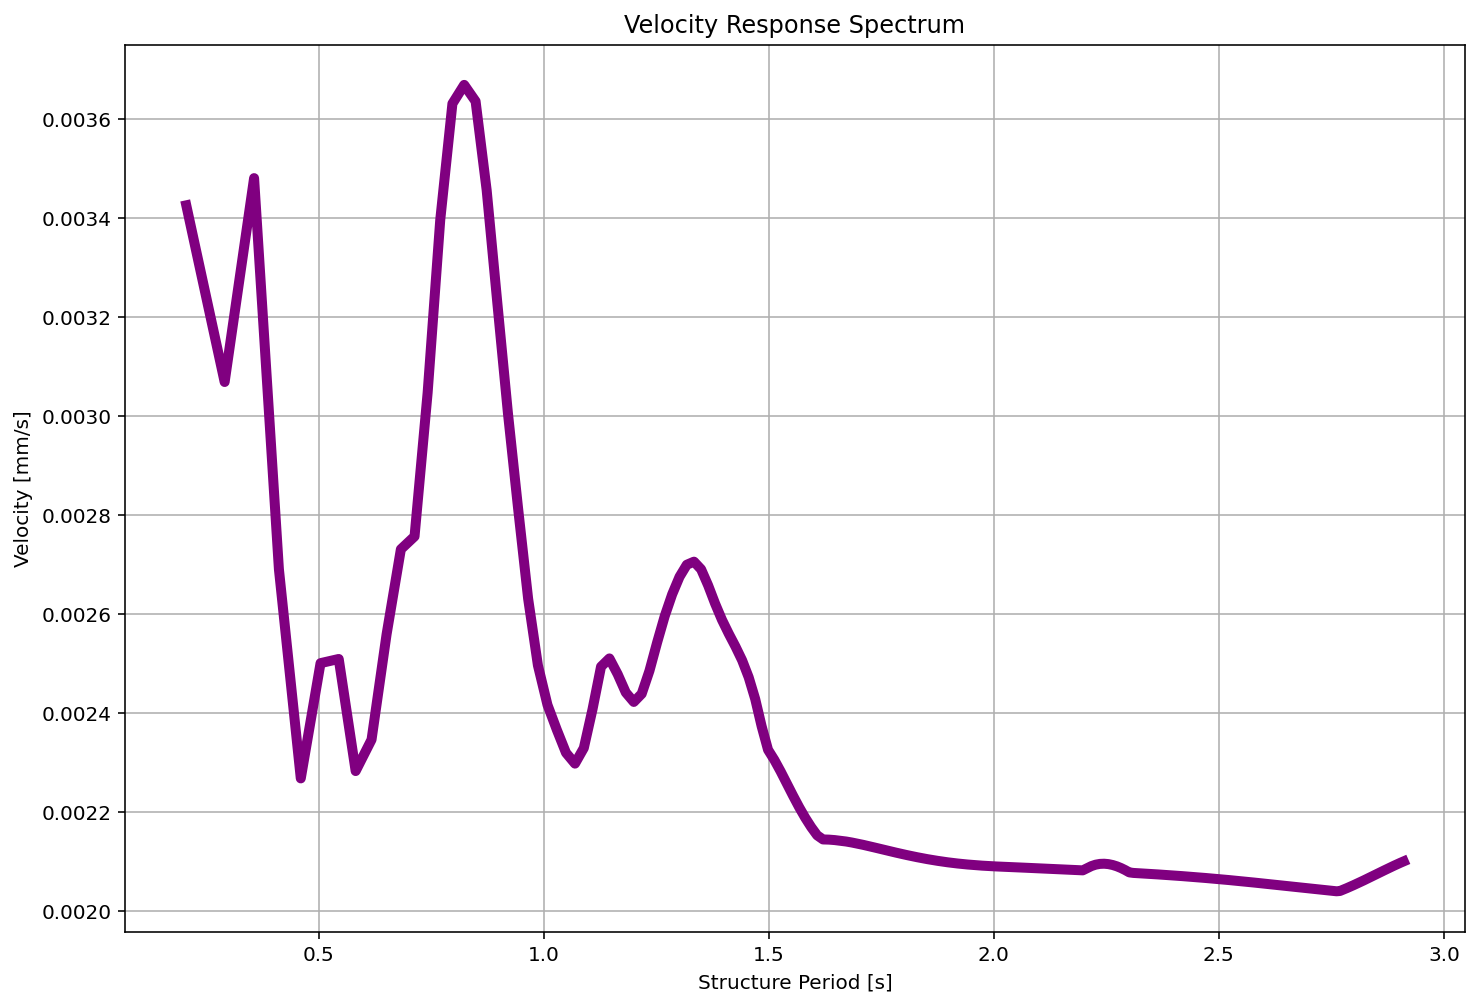 Velocity Response Spectrum
Velocity [mm/s]
0.0036
0.0034
0.0032
0.0030
0.0028
0.0026
0.0024
0.0022
0.0020
0.5 1.0 1.5 2.0 2.5 3.0
Structure Period [s]